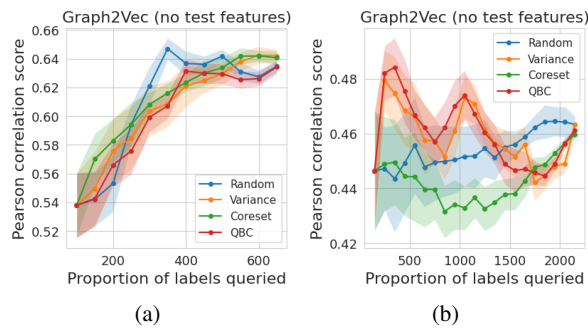 Graph2Vec (no test features)
Pearson correlation score
0.66
0.64
0.62
0.60
0.58
0.56
0.54
0.52
Random
Variance
Coreset
QBC
200
400
600
Proportion of labels queried
(a)
Graph2Vec (no test features)
Pearson correlation score
0.48
0.46
0.44
0.42
Random
Variance
Coreset
QBC
500
1000
1500
2000
Proportion of labels queried
(b)